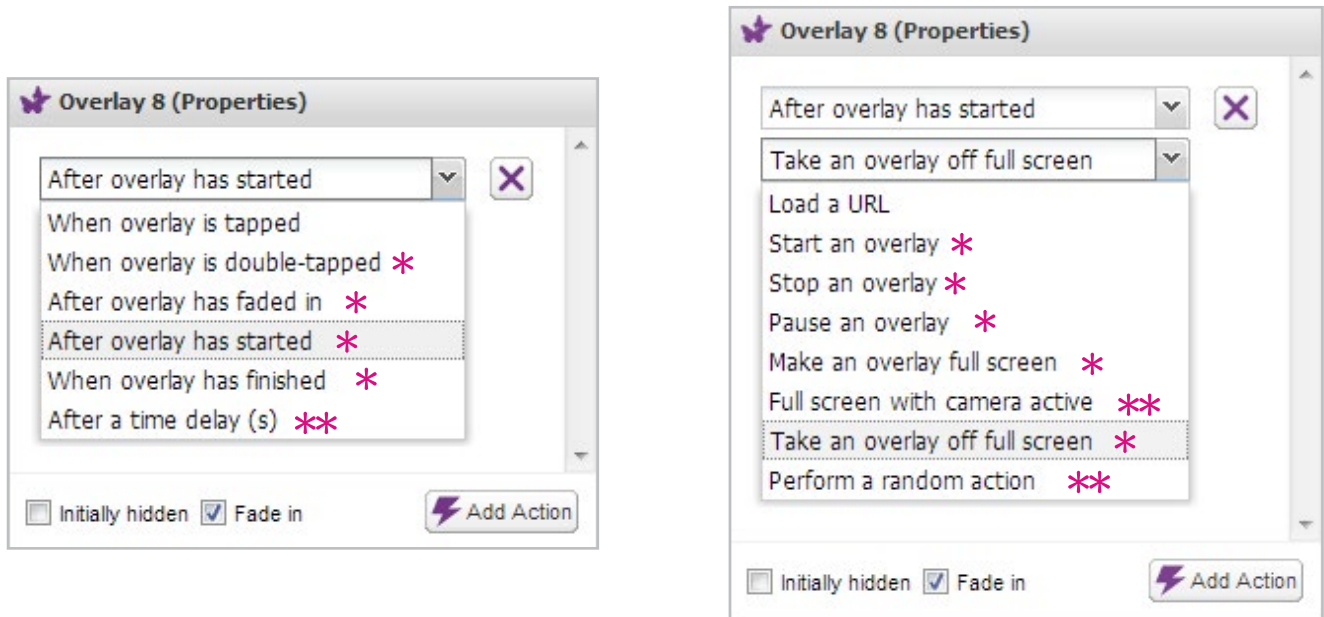 Overlay 8 (Properties)
After overlay has started
When overlay is tapped
When overlay is double-tapped *
After overlay has faded in *
After overlay has started *
When overlay has finished *
After a time delay (s) **
Initially hidden Fade in Add Action
Overlay 8 (Properties)
After overlay has started
Take an overlay off full screen
Load a URL
Start an overlay *
Stop an overlay *
Pause an overlay *
Make an overlay full screen *
Full screen with camera active **
Take an overlay off full screen *
Perform a random action **
Initially hidden Fade in Add Action